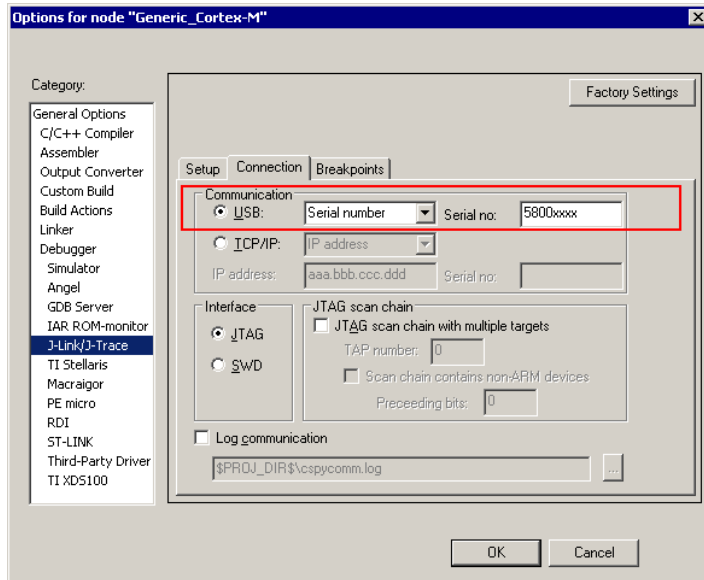 Options for node "Generic_Cortex-M"
Category:
Factory Settings
General Options
C/C++ Compiler
Assembler
Output Converter
Custom Build
Build Actions
Linker
Debugger
Simulator
Angel
GDB Server
IAR ROM-monitor
J-Link/J-Trace
TI Stellaris
Macraigor
PE micro
RDI
ST-LINK
Third-Party Driver
TI XDS100
Setup Connection Breakpoints
Communication
USB: Serial number Serial no: 5800xxxx
TCP/IP: IP address
IP address: aaa.bbb.ccc.ddd Serial no:
Interface
JTAG
SWD
JTAG scan chain
JTAG scan chain with multiple targets
TAP number: 0
Scan chain contains non-ARM devices
Preceeding bits: 0
Log communication
$PROJ_DIR$\cspycomm.log ...
OK Cancel